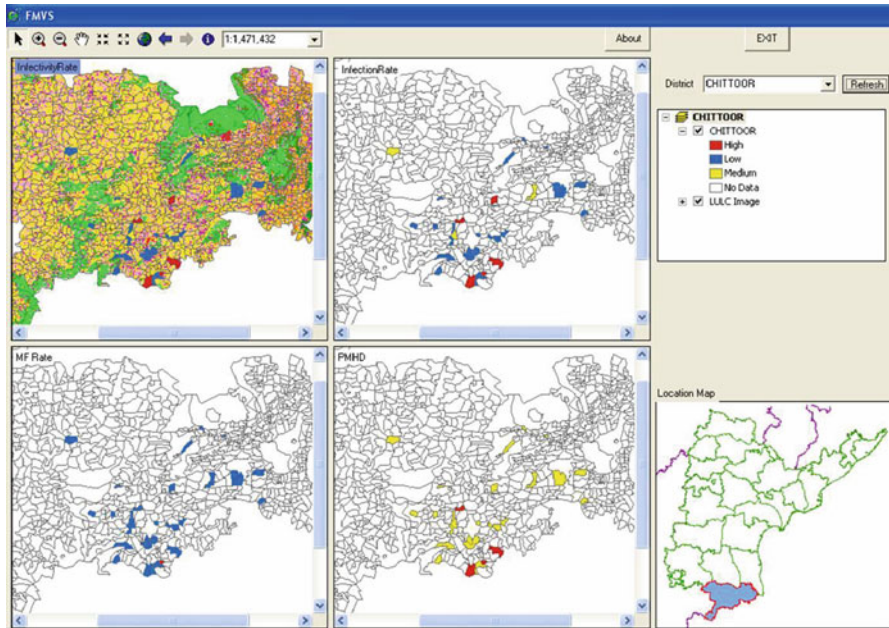 FMVS
1:1,471,432
About
EXIT
InfectivityRate
InfectionRate
District
CHITTOOR
Refresh
CHITTOOR
CHITTOOR
High
Low
Medium
No Data
LULC Image
MF Rate
PMHD
Location Map